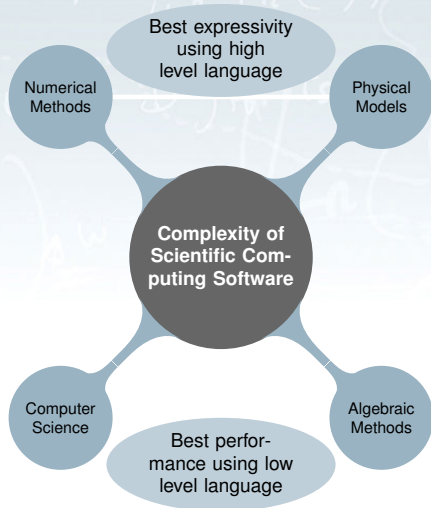 Best expressivity
using high
level language
Numerical
Methods
Physical
Models
Complexity of
Scientific Com-
puting Software
Computer
Science
Algebraic
Methods
Best perfor-
mance using low
level language